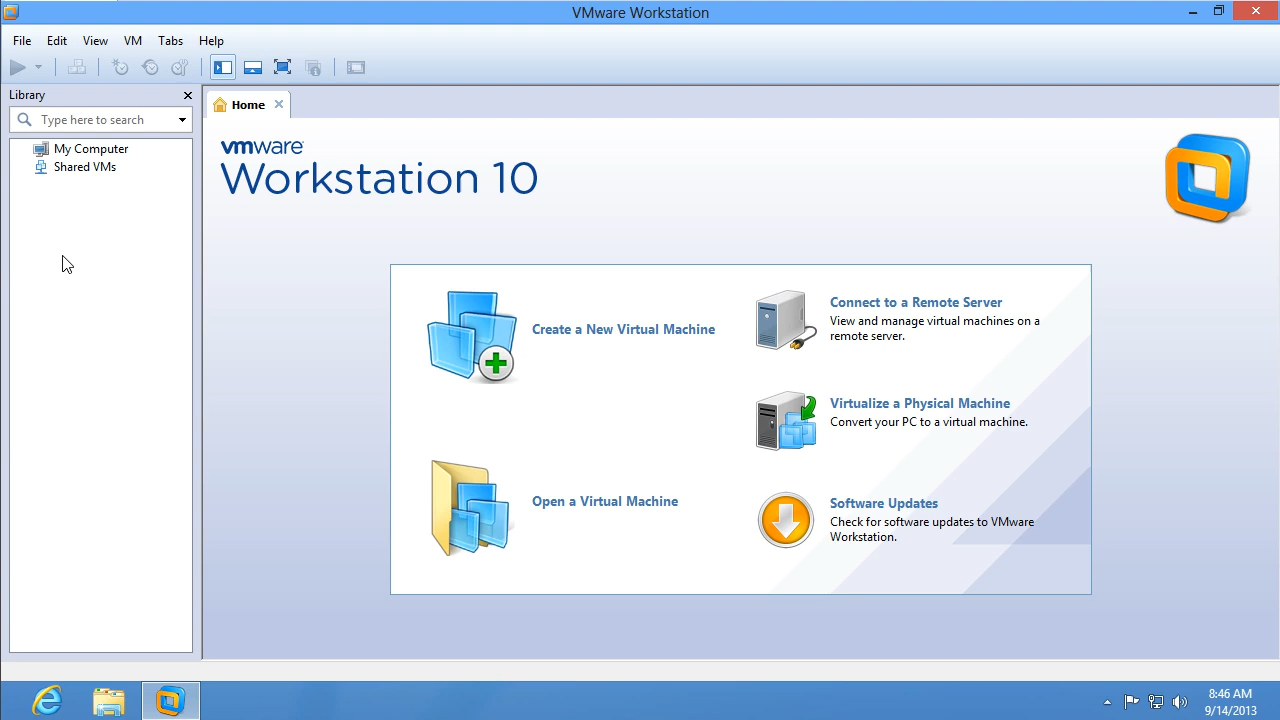 VMware Workstation
File Edit View VM Tabs Help
Library
Type here to search
My Computer
Shared VMs
Home
vmware
Workstation 10
Create a New Virtual Machine
Open a Virtual Machine
Connect to a Remote Server
View and manage virtual machines on a
remote server.
Virtualize a Physical Machine
Convert your PC to a virtual machine.
Software Updates
Check for software updates to VMware
Workstation.
8:46 AM
9/14/2013